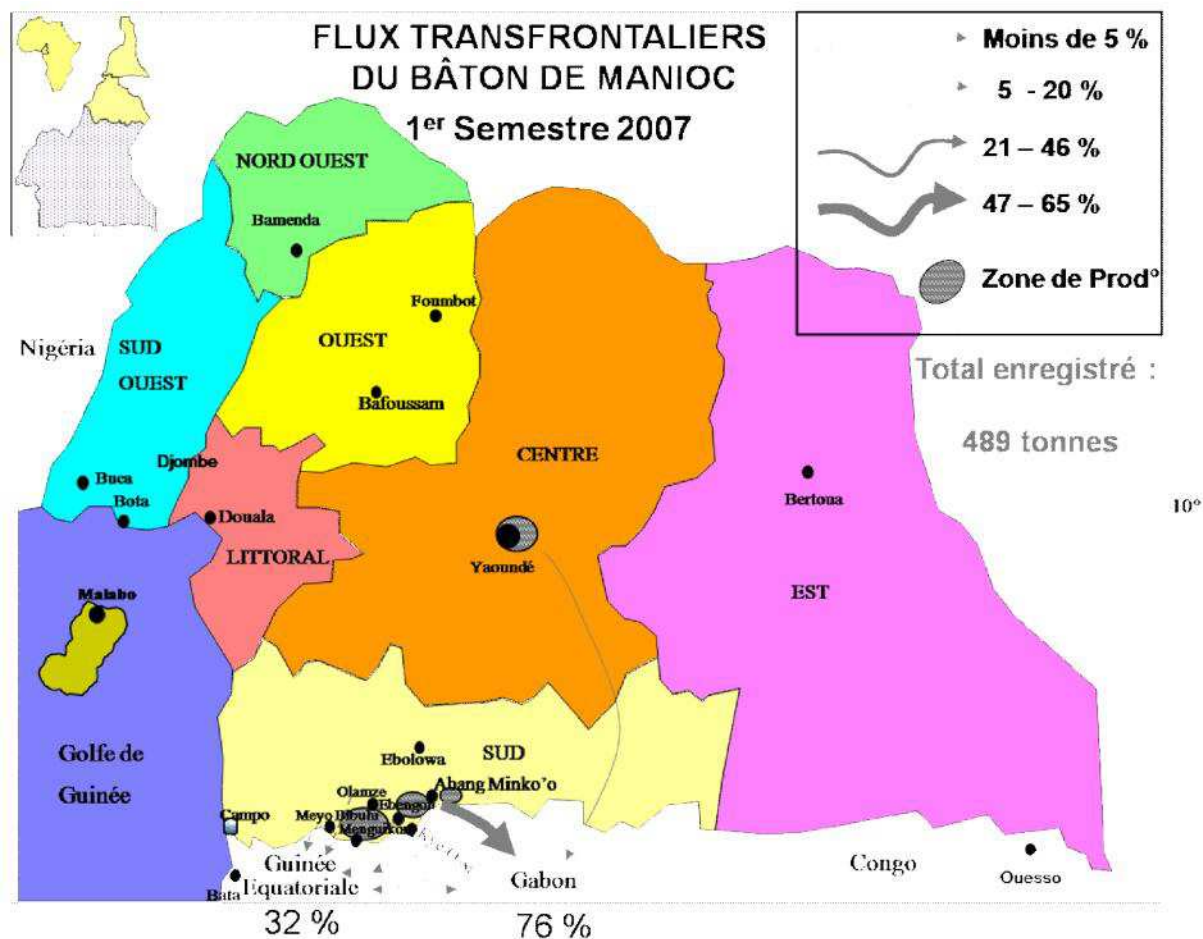 FLUX TRANSFRONTALIERS
DU BÂTON DE MANIOC
1er Semestre 2007
Moins de 5 %
5 - 20 %
21 – 46 %
47 – 65 %
Zone de Prod°
Total enregistré :
489 tonnes
10°
NORD OUEST
Bamenda
Foumbot
OUEST
Bafoussam
Nigéria
SUD
OUEST
Djombe
Buea
Bota
Douala
LITTORAL
CENTRE
Yaoundé
Bertoua
EST
Malabo
Golfe de
Guinée
Ebolowa
SUD
Abang Minko'o
Olamze
Ebengon
Meyo Bibulu
Menguikom
Campo
Guinée
Equatoriale
Bata
Gabon
Congo
Ouesso
32 %
76 %